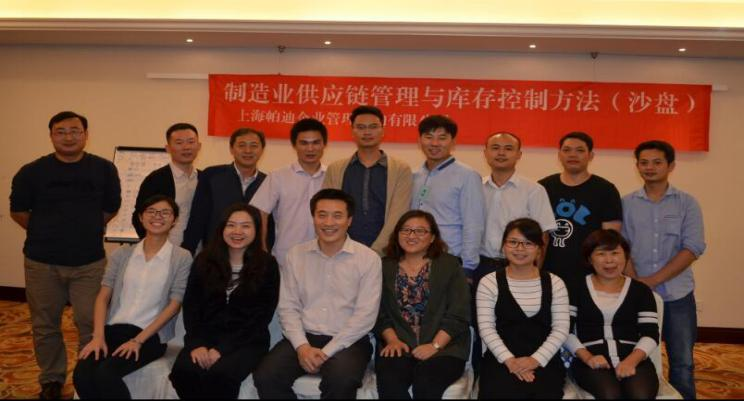 制造业供应链管理与库存控制方法（沙盘）
上海帕迪企业管理 有限公